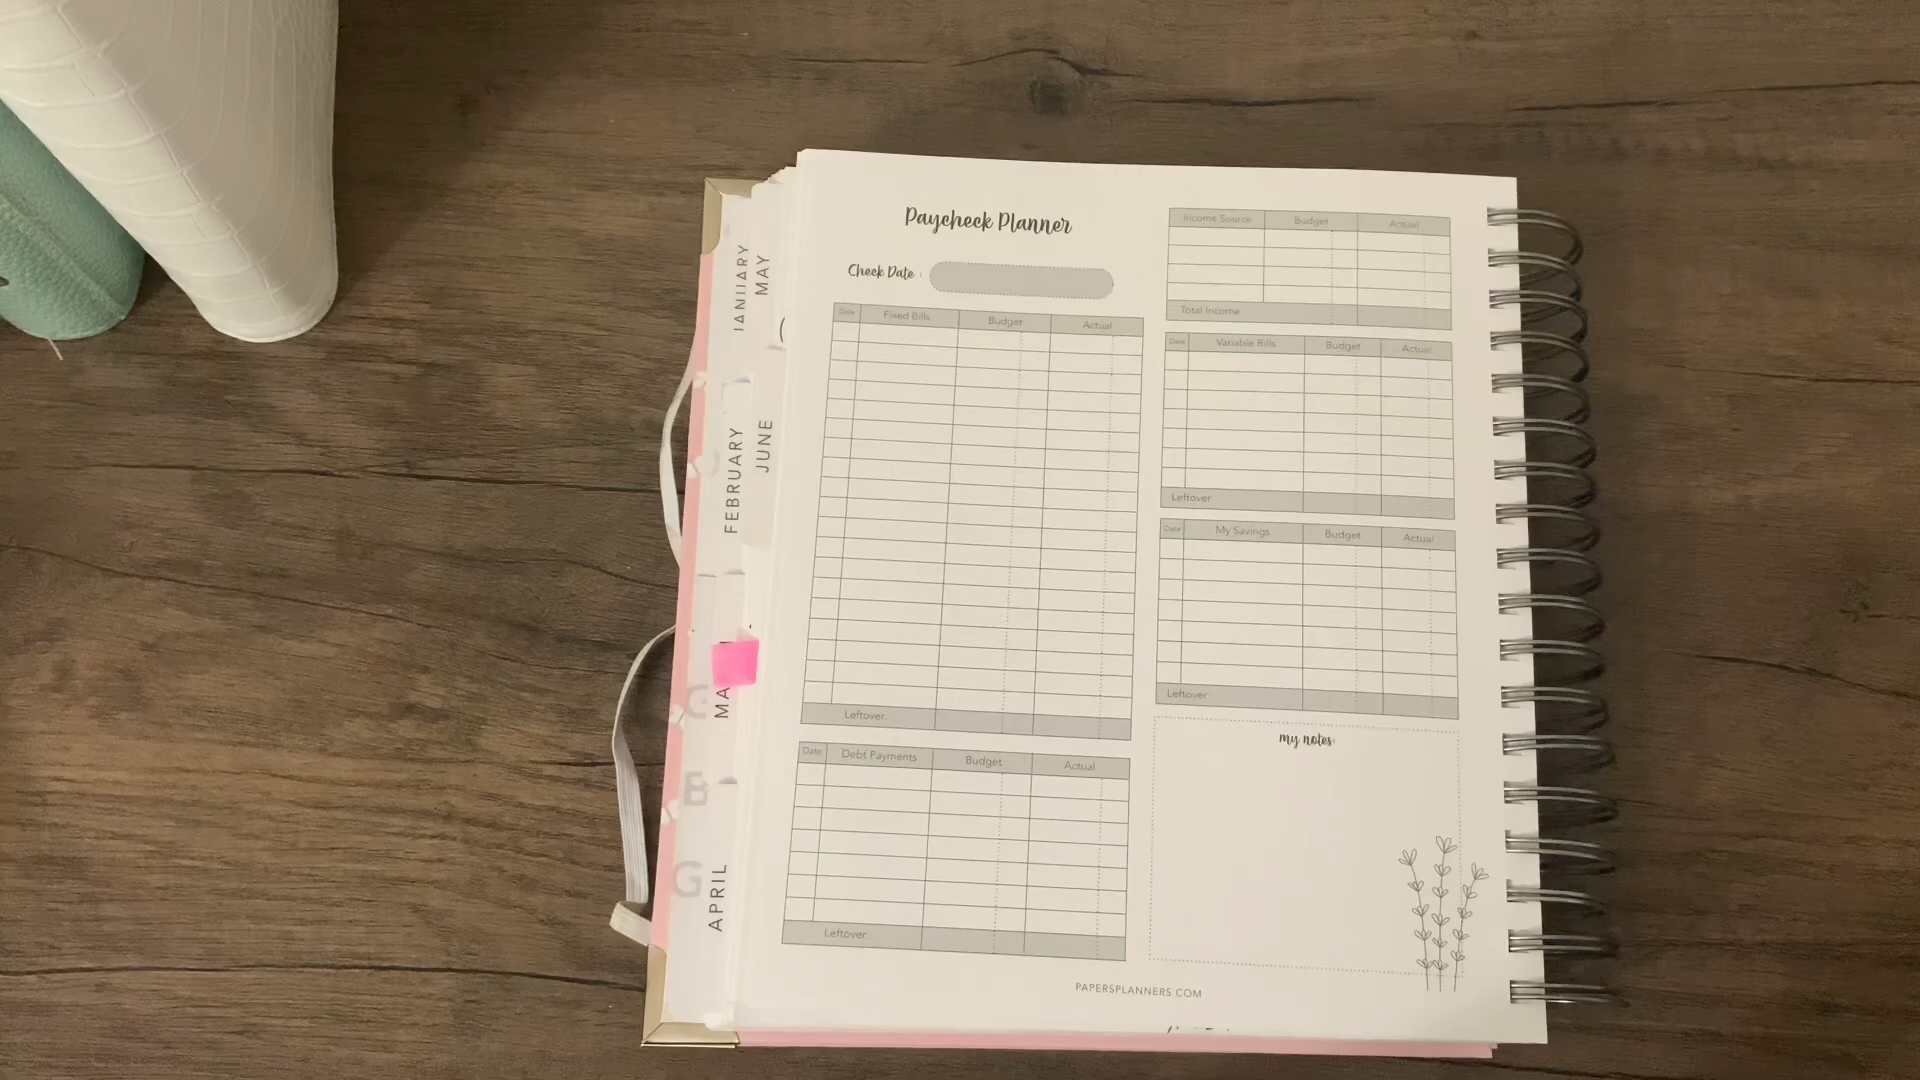 Paycheck Planner
Check Date :
Date Fixed Bills Budget Actual
Leftover
Date Debt Payments Budget Actual
Leftover
Income Source Budget Actual
Total Income
Date Variable Bills Budget Actual
Leftover
Date My Savings Budget Actual
Leftover
my notes:
PAPERSPLANNERS.COM
JANUARY
MAY
FEBRUARY
JUNE
MA
APRIL
G
B
G